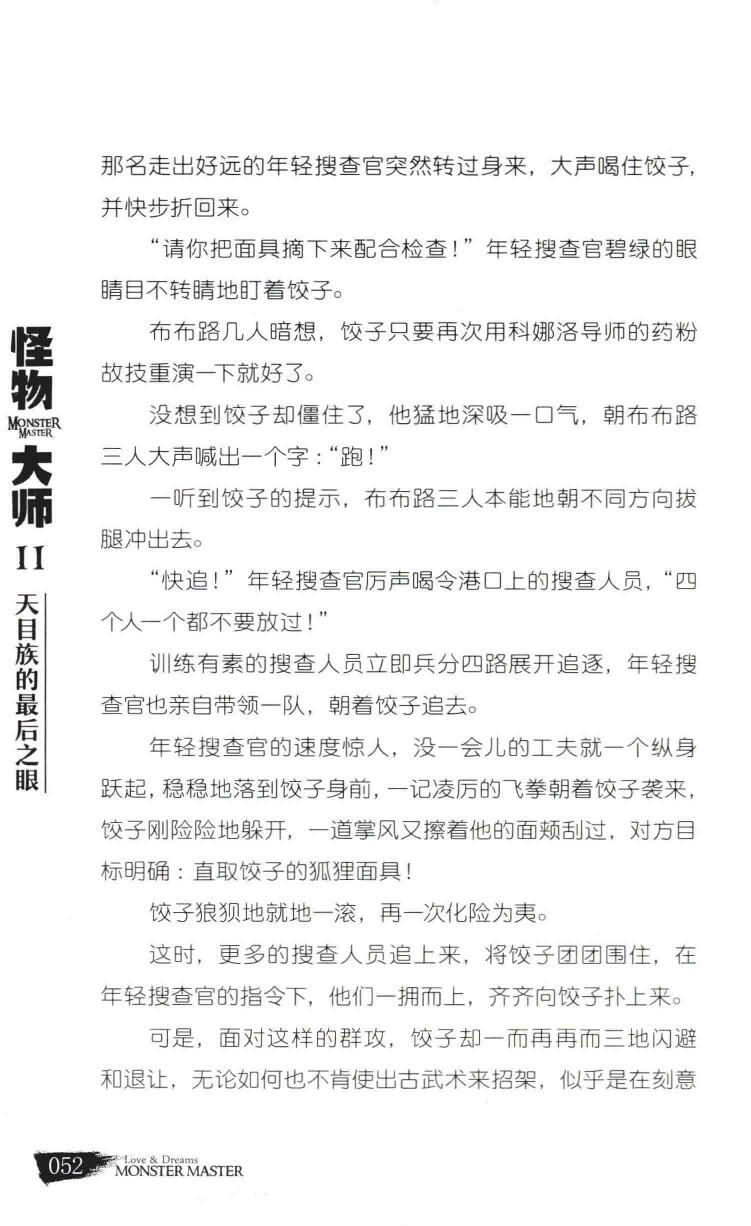 那名走出好远的年轻搜查官突然转过身来，大声喝住饺子，
并快步折回来。
“请你把面具摘下来配合检查！”年轻搜查官碧绿的眼
睛目不转睛地盯着饺子。
布布路几人暗想，饺子只要再次用科娜洛导师的药粉
故技重演一下就好了。
没想到饺子却僵住了，他猛地深吸一口气，朝布布路
三人大声喊出一个字：“跑！”
一听到饺子的提示，布布路三人本能地朝不同方向拔
腿冲出去。
“快追！”年轻搜查官厉声喝令港口上的搜查人员，“四
个人一个都不要放过！”
训练有素的搜查人员立即兵分四路展开追逐，年轻搜
查官也亲自带领一队，朝着饺子追去。
年轻搜查官的速度惊人，没一会儿的工夫就一个纵身
跃起，稳稳地落到饺子身前，一记凌厉的飞拳朝着饺子袭来，
饺子刚险险地躲开，一道掌风又擦着他的面颊刮过，对方目
标明确：直取饺子的狐狸面具！
饺子狼狈地就地一滚，再一次化险为夷。
这时，更多的搜查人员追上来，将饺子团团围住，在
年轻搜查官的指令下，他们一拥而上，齐齐向饺子扑上来。
可是，面对这样的群攻，饺子却一而再再而三地闪避
和退让，无论如何也不肯使出古武术来招架，似乎是在刻意
怪物
MONSTER
MASTER
大师
II
天目族的最后之眼
052
Love & Dreams
MONSTER MASTER